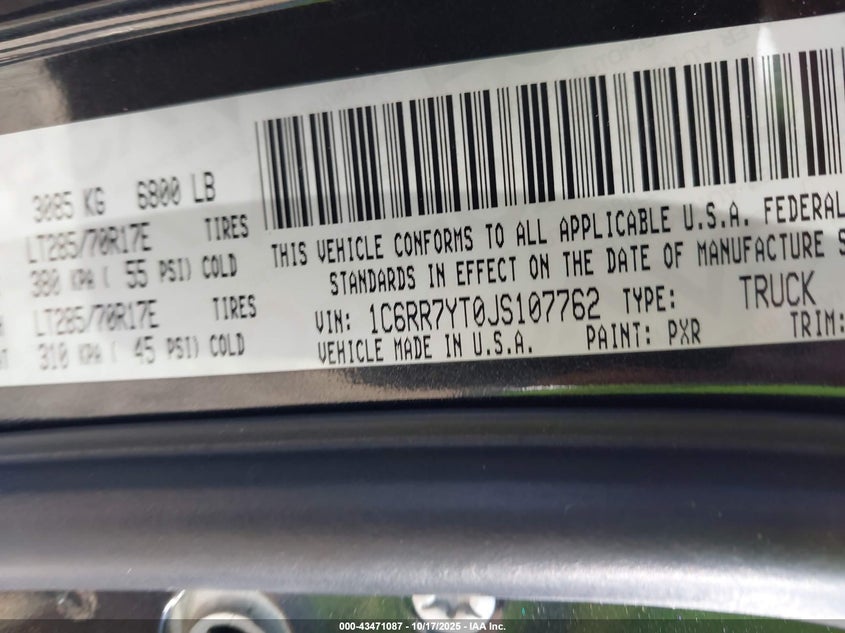 3085 KG 6800 LB
LT285/70R17E TIRES
380 KPA ( 55 PSI) COLD
LT285/70R17E TIRES
310 KPA ( 45 PSI) COLD
THIS VEHICLE CONFORMS TO ALL APPLICABLE U.S.A. FEDERAL
STANDARDS IN EFFECT ON THE DATE OF MANUFACTURE S
VIN: 1C6RR7YT0JS107762 TYPE: TRUCK
VEHICLE MADE IN U.S.A. PAINT: PXR TRIM:
000-43471087 - 10/17/2025 - IAA Inc.